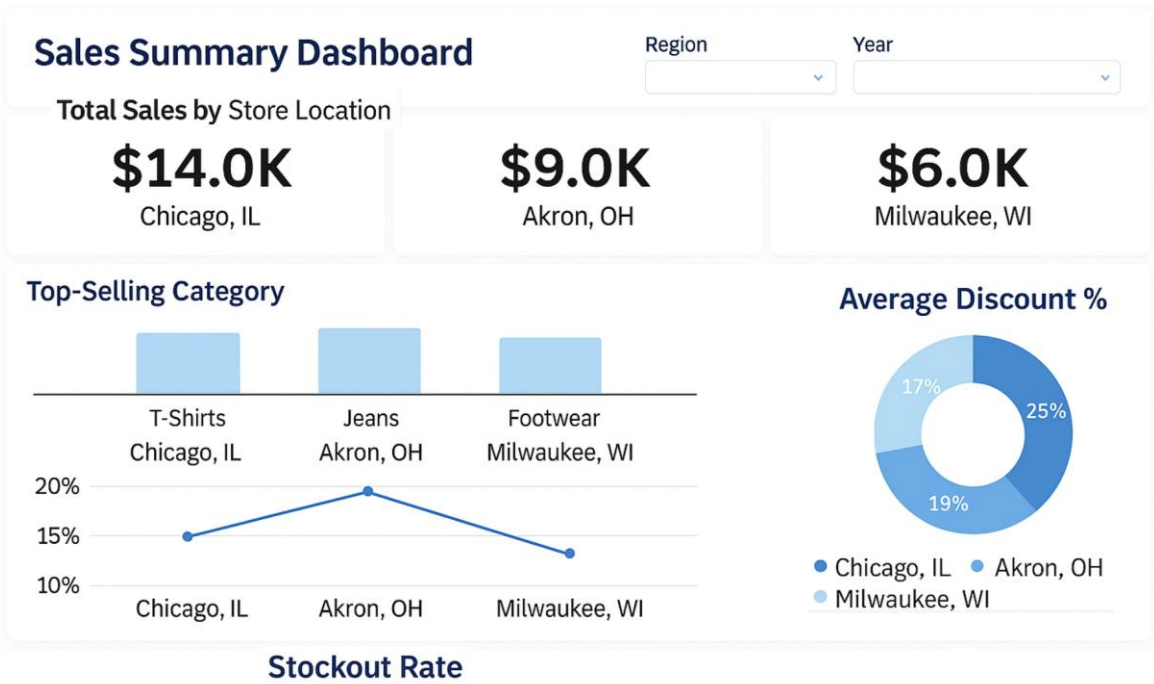 Sales Summary Dashboard
Region
Year
Total Sales by Store Location
$14.0K
Chicago, IL
$9.0K
Akron, OH
$6.0K
Milwaukee, WI
Top-Selling Category
T-Shirts
Chicago, IL
Jeans
Akron, OH
Footwear
Milwaukee, WI
20%
15%
10%
Chicago, IL
Akron, OH
Milwaukee, WI
Stockout Rate
Average Discount %
17%
25%
19%
Chicago, IL
Akron, OH
Milwaukee, WI